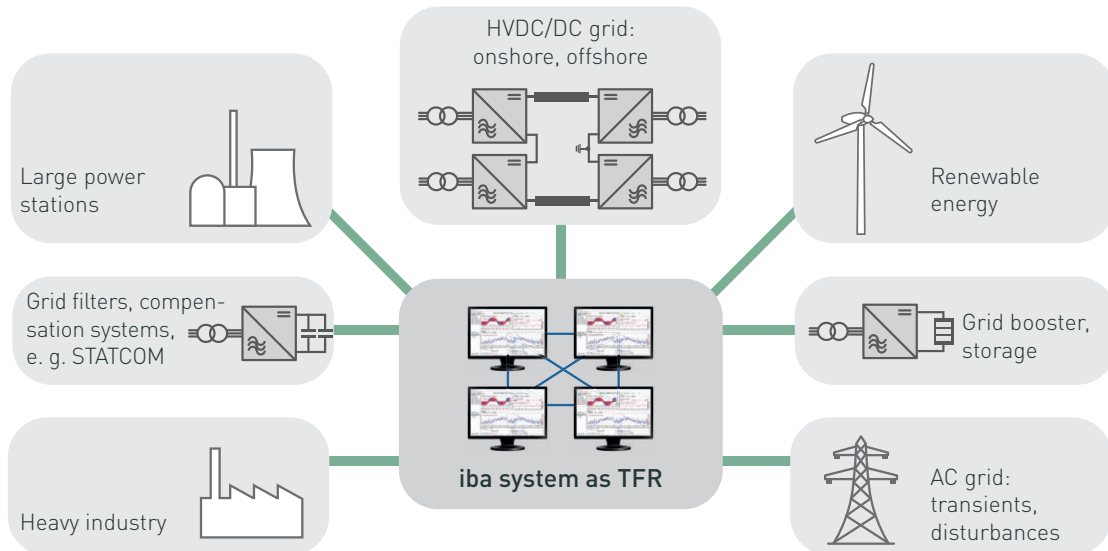 HVDC/DC grid:
onshore, offshore
Large power
stations
Renewable
energy
Grid filters, compen-
sation systems,
e. g. STATCOM
Grid booster,
storage
iba system as TFR
Heavy industry
AC grid:
transients,
disturbances